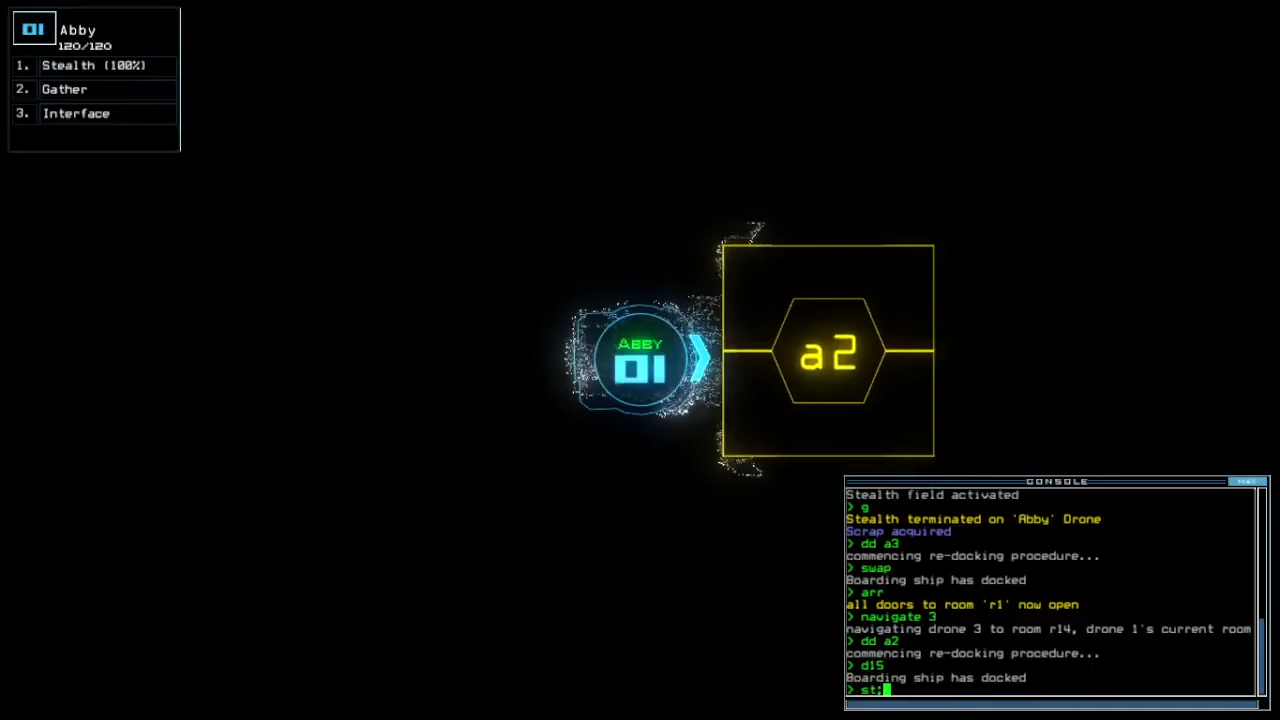 01 Abby
120/120
1. Stealth (100%)
2. Gather
3. Interface
Abby
01
a2
CONSOLE
Stealth field activated
> g
Stealth terminated on 'Abby' Drone
Scrap acquired
> dd a3
commencing re-docking procedure...
> swap
Boarding ship has docked
> arr
all doors to room 'r1' now open
> navigate 3
navigating drone 3 to room r14, drone 1's current room
> dd a2
commencing re-docking procedure...
> d15
Boarding ship has docked
> st;